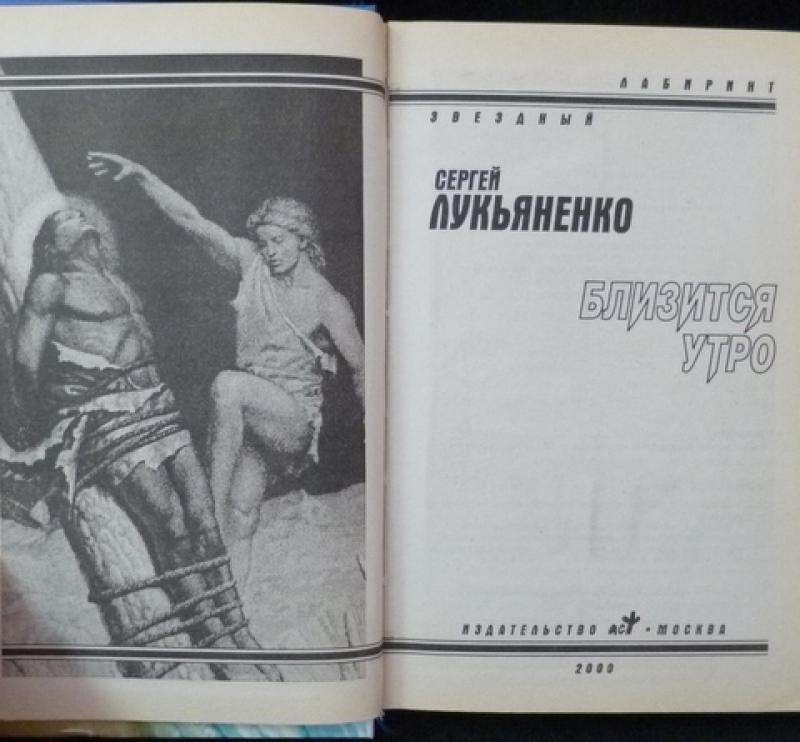 ЛАБИРИНТ
ЗВЕЗДНЫЙ
СЕРГЕЙ
ЛУКЬЯНЕНКО
БЛИЗИТСЯ
УТРО
ИЗДАТЕЛЬСТВО АСТ • МОСКВА
2000